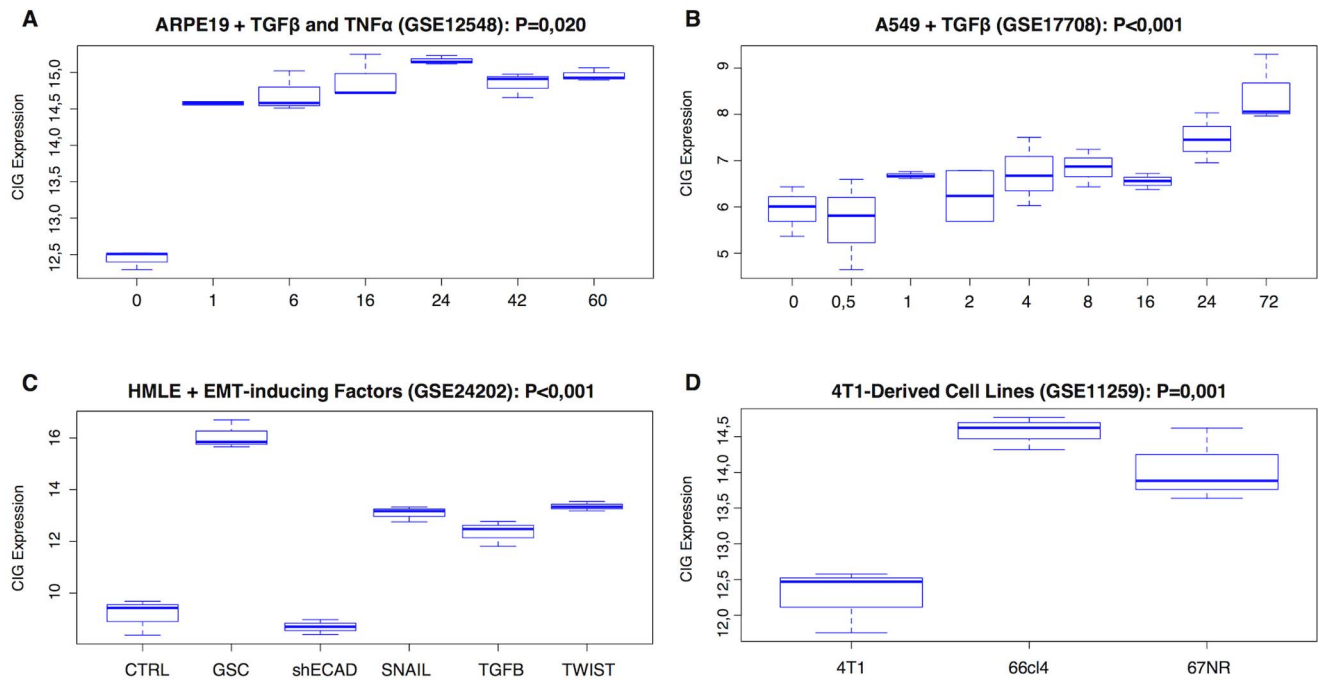 A
ARPE19 + TGFβ and TNFα (GSE12548): P=0,020
CIG Expression
15,0
14,5
14,0
13,5
13,0
12,5
0 1 6 16 24 42 60
B
A549 + TGFβ (GSE17708): P<0,001
CIG Expression
9
8
7
6
5
0 0,5 1 2 4 8 16 24 72
C
HMLE + EMT-inducing Factors (GSE24202): P<0,001
CIG Expression
16
14
12
10
CTRL GSC shECAD SNAIL TGFB TWIST
D
4T1-Derived Cell Lines (GSE11259): P=0,001
CIG Expression
14,5
14,0
13,5
13,0
12,5
12,0
4T1 66cl4 67NR